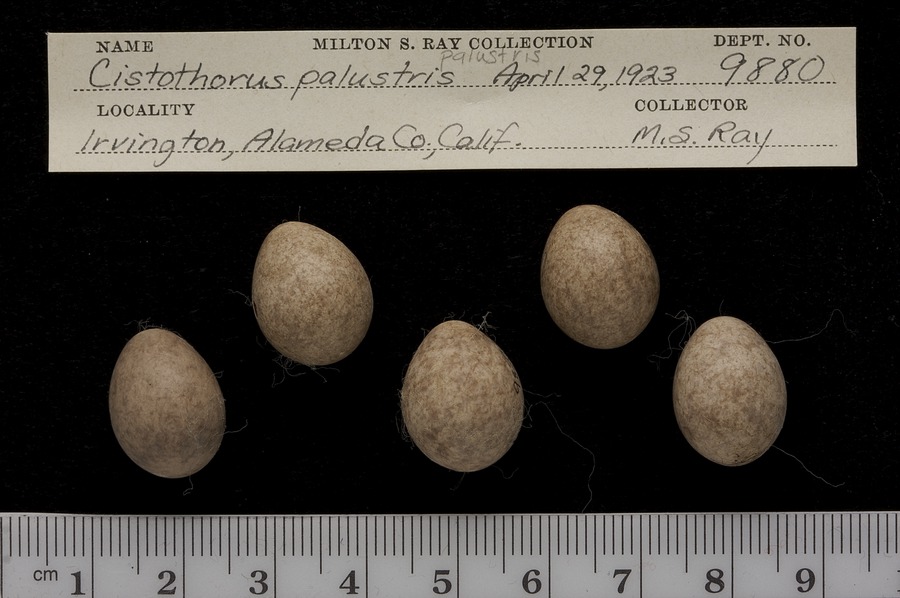 NAME MILTON S. RAY COLLECTION DEPT. NO.
palustris
Cistothorus palustris April 29, 1923 9880
LOCALITY COLLECTOR
Irvington, Alameda Co., Calif. M.S. Ray
cm 1 2 3 4 5 6 7 8 9